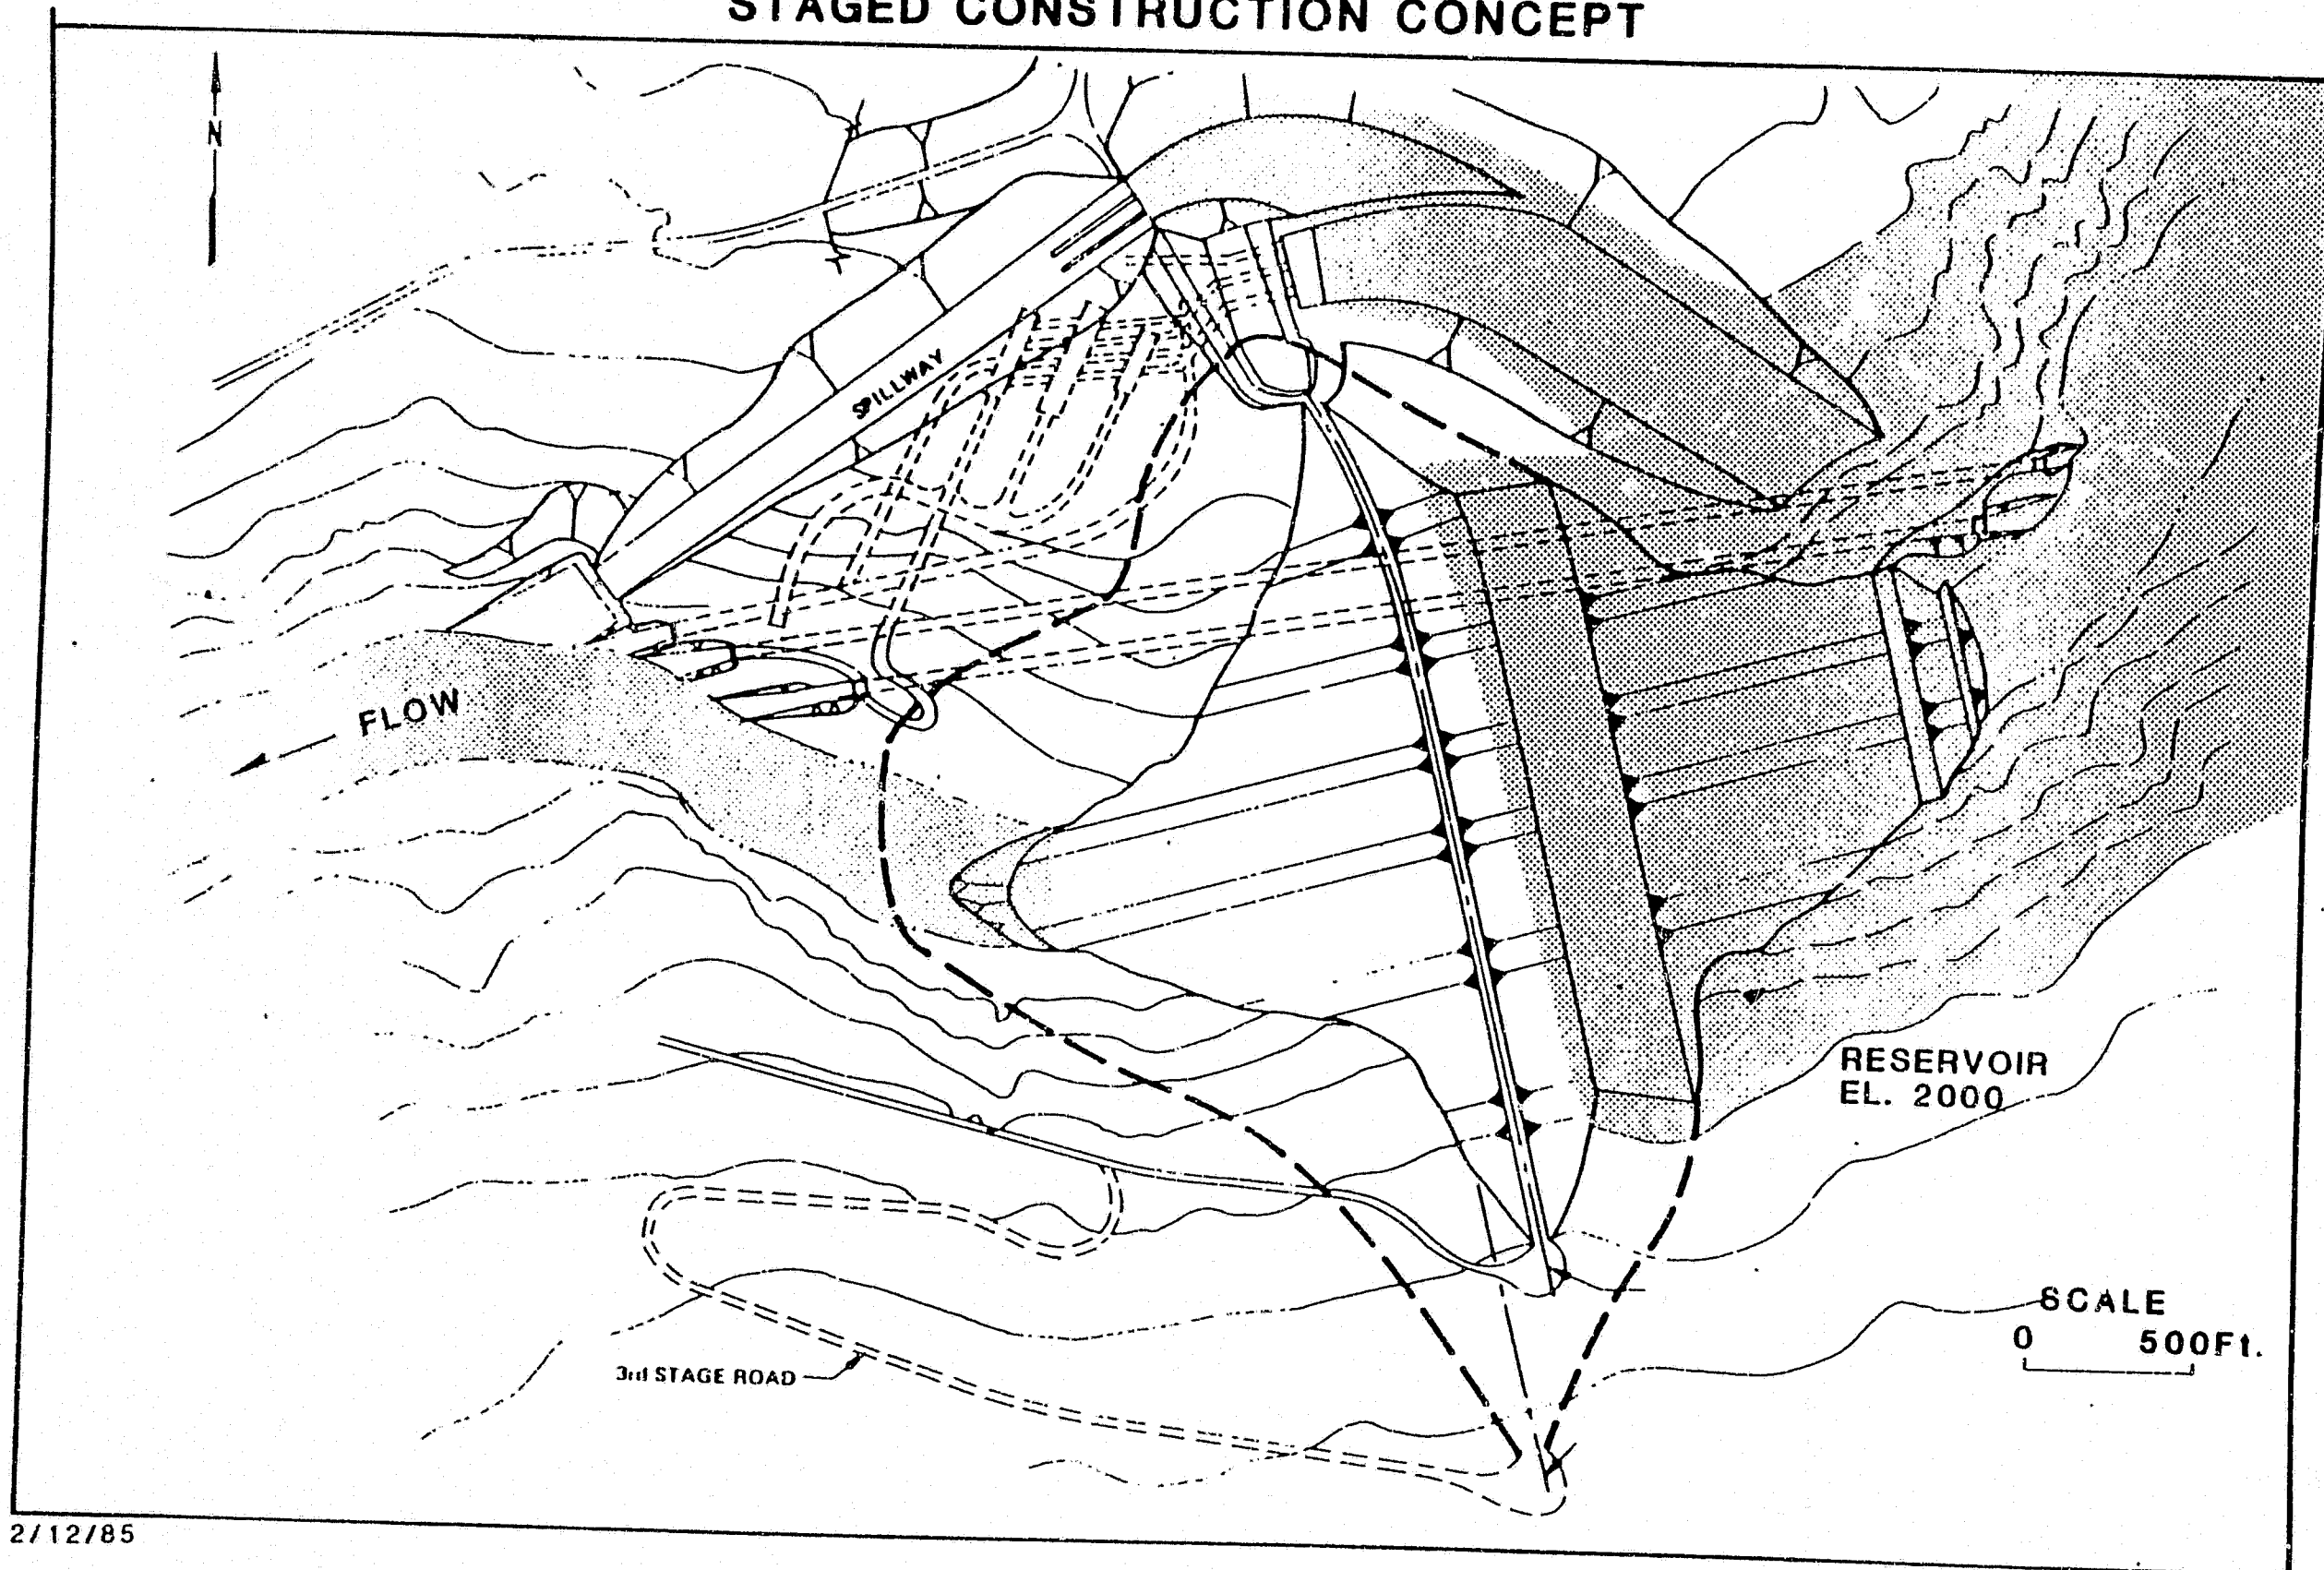 STAGED CONSTRUCTION CONCEPT
N
SPILLWAY
FLOW
RESERVOIR
EL. 2000
SCALE
0 500Ft.
3rd STAGE ROAD
2/12/85